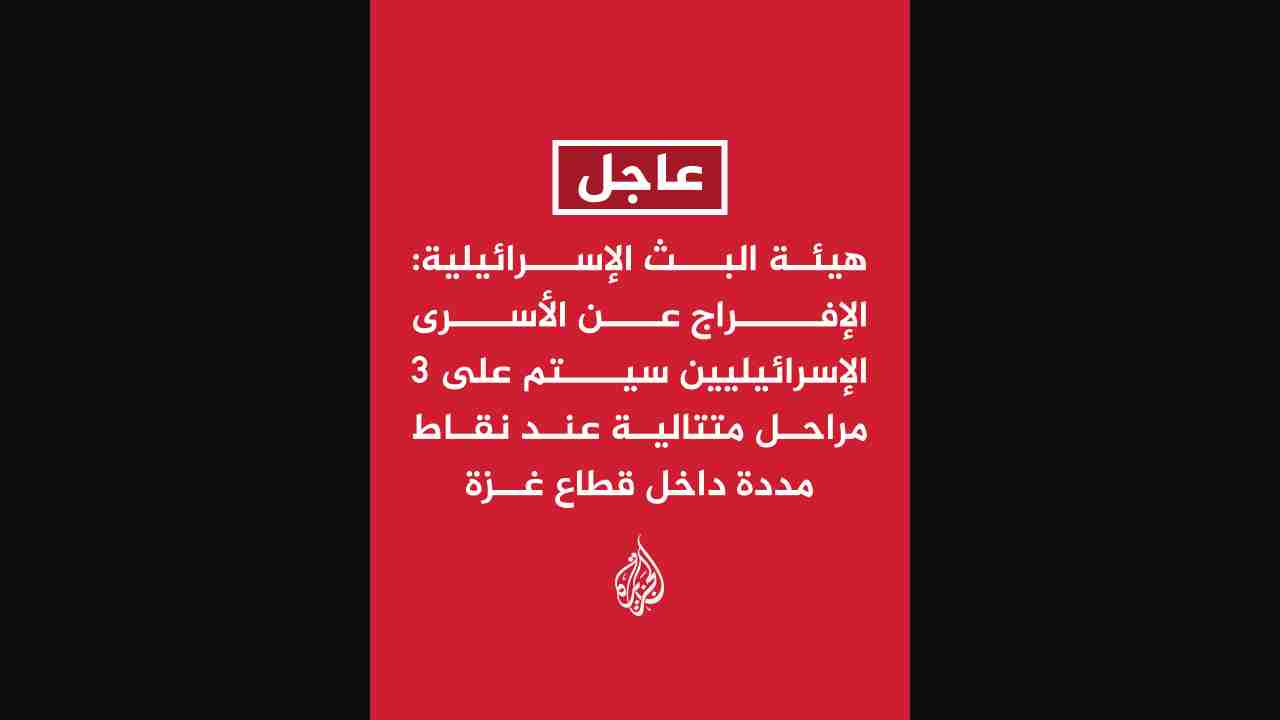 عاجل
هيئة البث الإسرائيلية:
الإفراج عن الأسرى
الإسرائيليين سيتم على 3
مراحل متتالية عند نقاط
مددة داخل قطاع غزة
الجزيرة